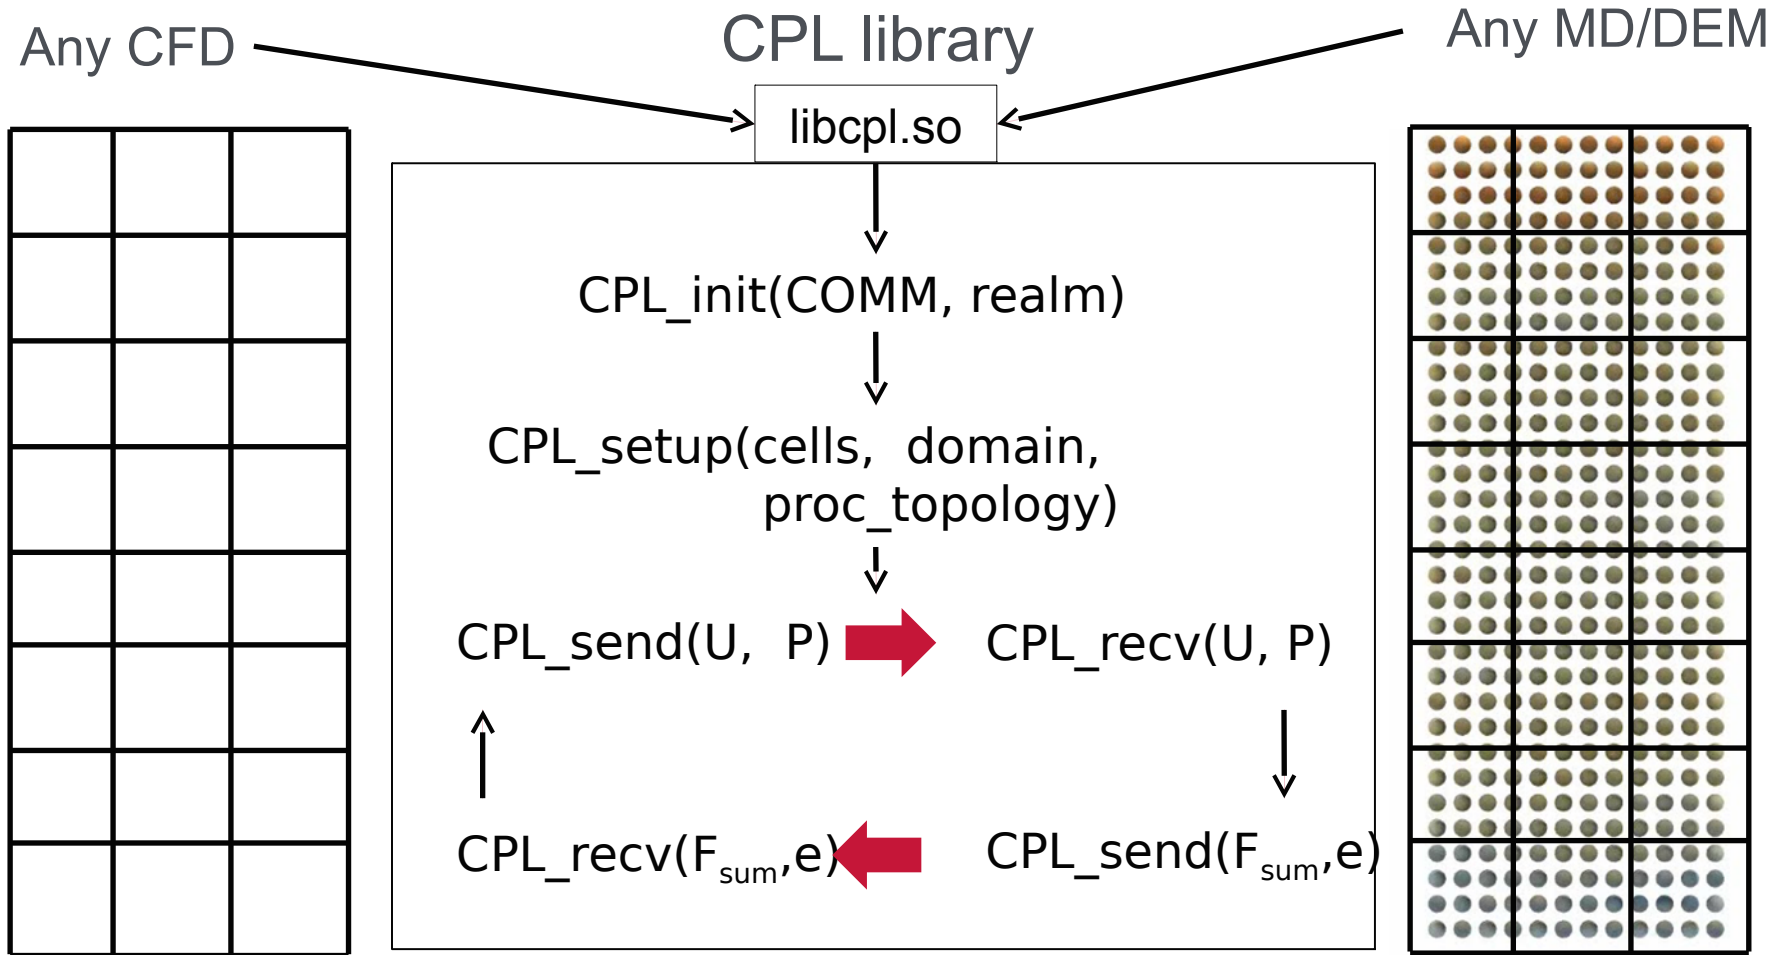 Any CFD
CPL library
Any MD/DEM
libcpl.so
CPL_init(COMM, realm)
CPL_setup(cells, domain,
proc_topology)
CPL_send(U, P)
CPL_recv(U, P)
CPL_recv(Fsum,e)
CPL_send(Fsum,e)